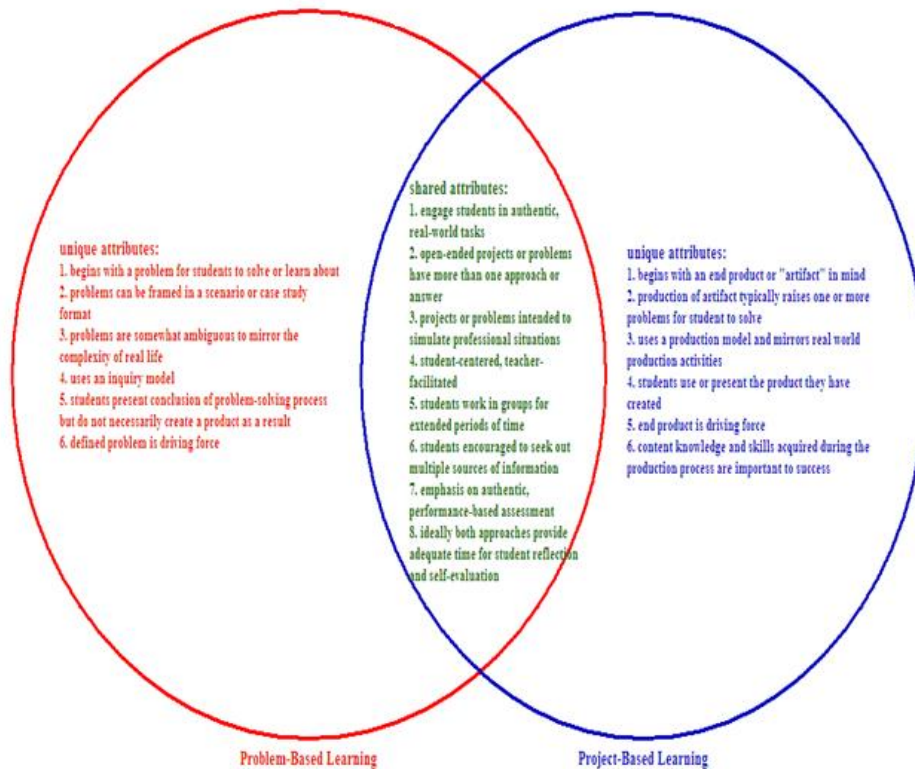 unique attributes:
1. begins with a problem for students to solve or learn about
2. problems can be framed in a scenario or case study
format
3. problems are somewhat ambiguous to mirror the
complexity of real life
4. uses an inquiry model
5. students present conclusion of problem-solving process
but do not necessarily create a product as a result
6. defined problem is driving force
shared attributes:
1. engage students in authentic,
real-world tasks
2. open-ended projects or problems
have more than one approach or
answer
3. projects or problems intended to
simulate professional situations
4. student-centered, teacher-
facilitated
5. students work in groups for
extended periods of time
6. students encouraged to seek out
multiple sources of information
7. emphasis on authentic,
performance-based assessment
8. ideally both approaches provide
adequate time for student reflection
and self-evaluation
unique attributes:
1. begins with an end product or "artifact" in mind
2. production of artifact typically raises one or more
problems for student to solve
3. uses a production model and mirrors real world
production activities
4. students use or present the product they have
created
5. end product is driving force
6. content knowledge and skills acquired during the
production process are important to success
Problem-Based Learning
Project-Based Learning